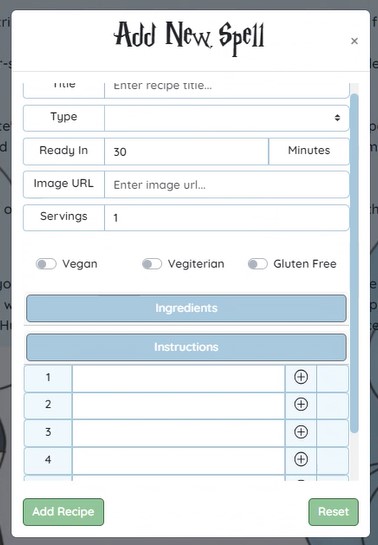 Add New Spell
×
Title Enter recipe title...
Type
Ready In 30 Minutes
Image URL Enter image url...
Servings 1
Vegan Vegiterian Gluten Free
Ingredients
Instructions
1
2
3
4
Add Recipe Reset